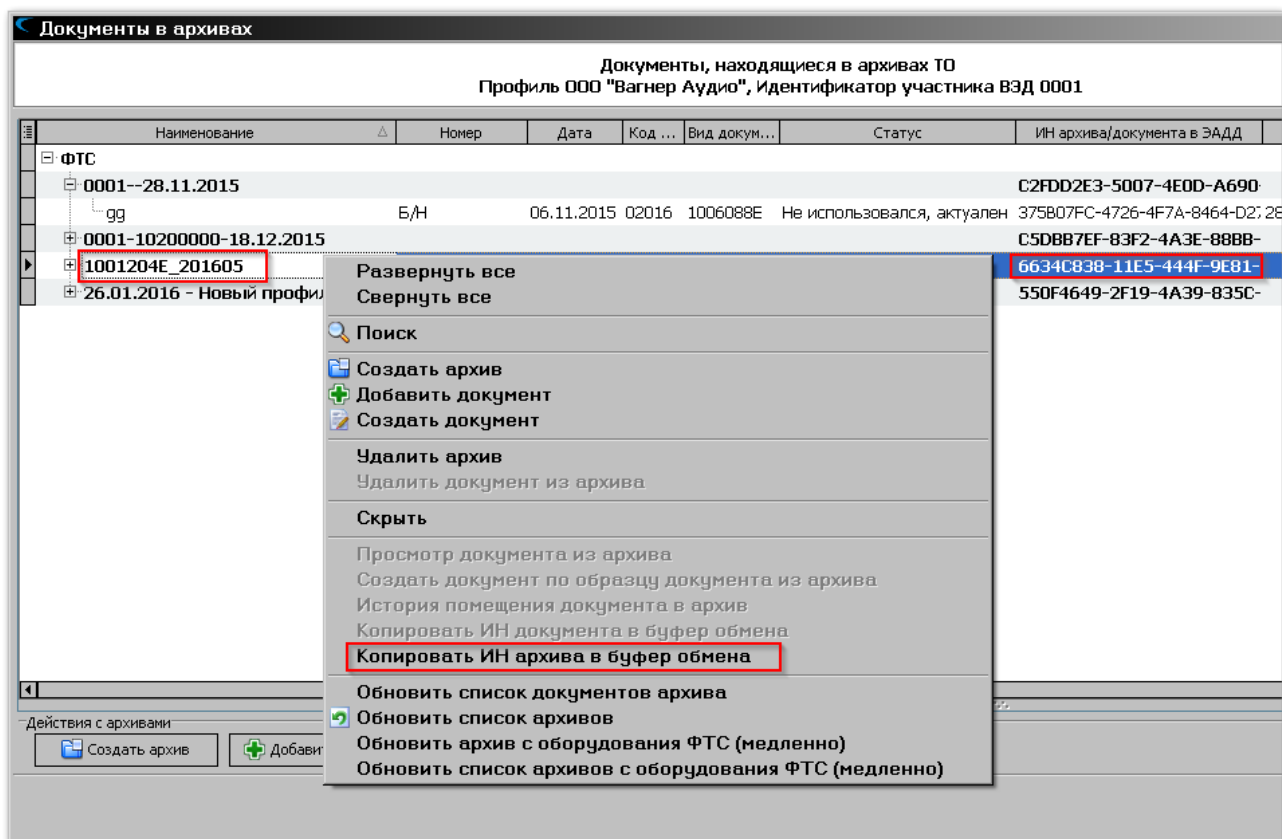 Документы в архивах
Документы, находящиеся в архивах ТО
Профиль ООО "Вагнер Аудио", Идентификатор участника ВЭД 0001
Наименование Номер Дата Код ... Вид докум... Статус ИН архива/документа в ЭАДД
ФТС
0001--28.11.2015 C2FDD2E3-5007-4E0D-A690-
gg Б/Н 06.11.2015 02016 1006088E Не использовался, актуален 375B07FC-4726-4F7A-8464-D2; 28
0001-10200000-18.12.2015 C5DBB7EF-83F2-4A3E-88BB-
1001204E_201605 6634C838-11E5-444F-9E81-
26.01.2016 - Новый 550F4649-2F19-4A39-835C-
Развернуть все
Свернуть все
Поиск
Создать архив
Добавить документ
Создать документ
Удалить архив
Удалить документ из архива
Скрыть
Просмотр документа из архива
Создать документ по образцу документа из архива
История помещения документа в архив
Копировать ИН документа в буфер обмена
Копировать ИН архива в буфер обмена
Обновить список документов архива
Обновить список архивов
Обновить архив с оборудования ФТС (медленно)
Обновить список архивов с оборудования ФТС (медленно)
Действия с архивами
Создать архив Добави